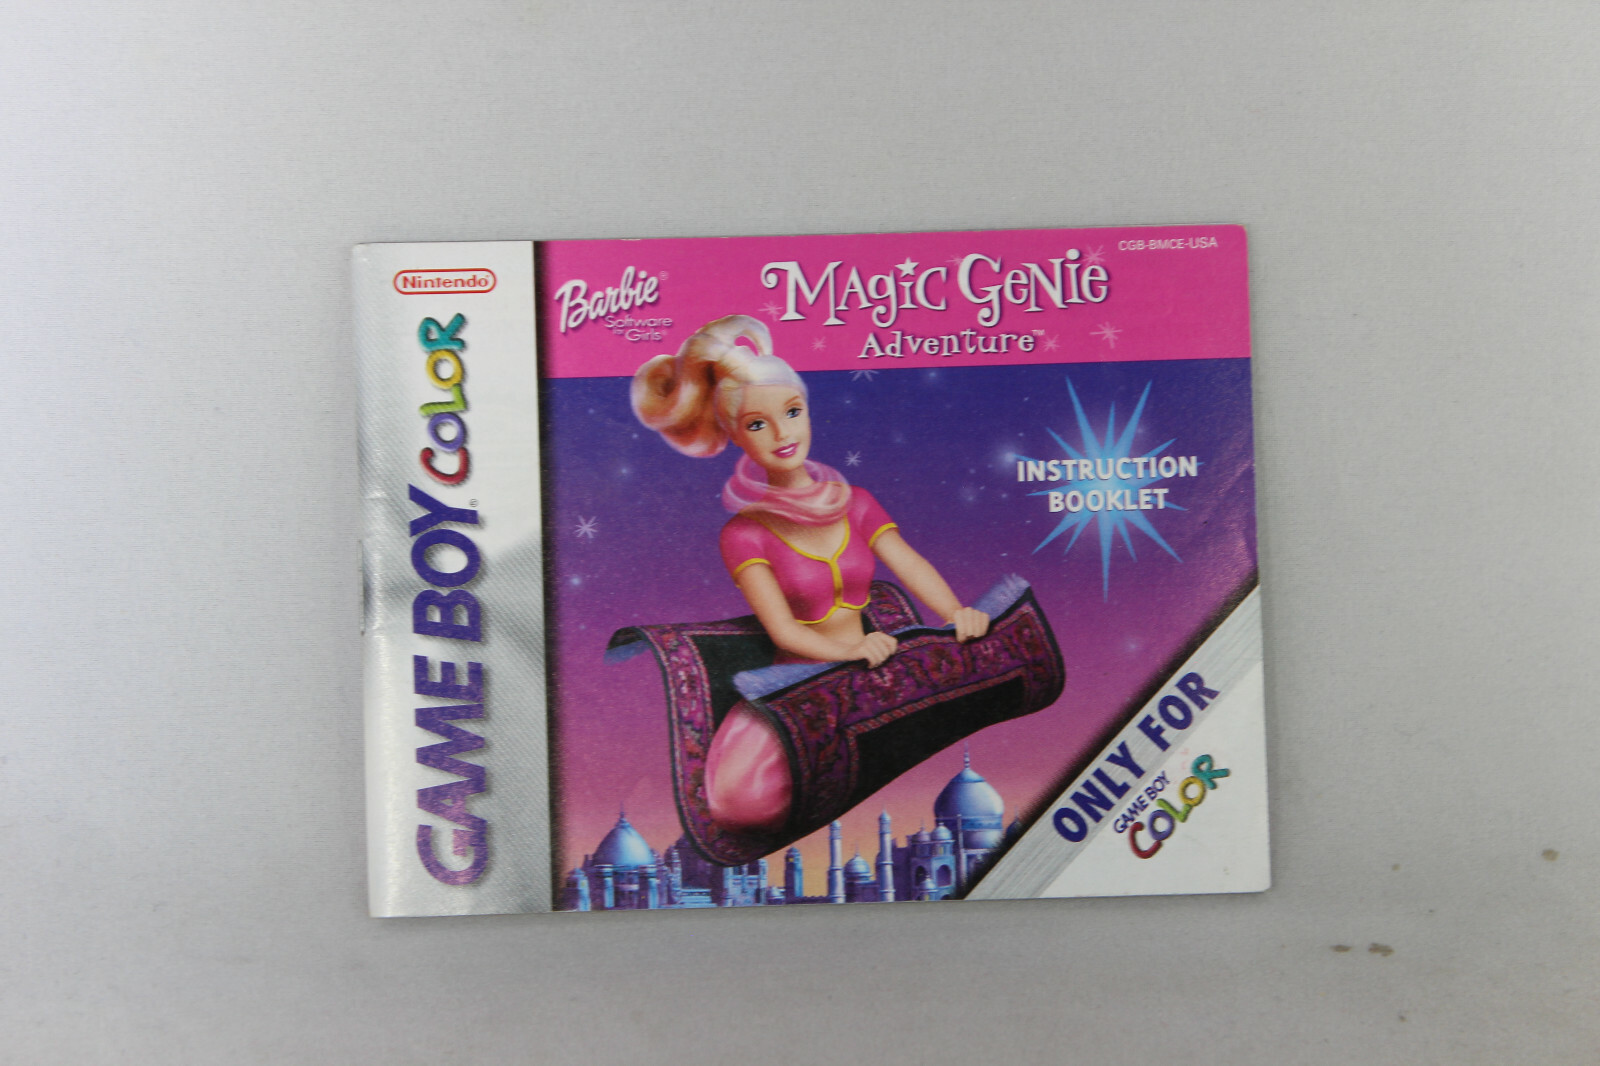 Nintendo®
GAME BOY COLOR
Barbie®
Software
for Girls®
MAGIC GENIE
Adventure™
CGB-BMCE-USA
INSTRUCTION
BOOKLET
ONLY FOR
GAME BOY
COLOR